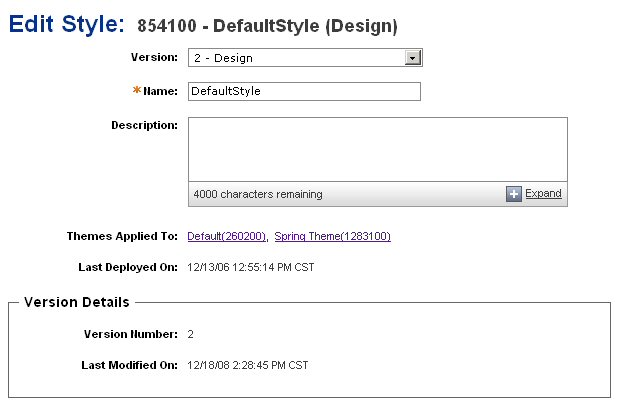 Edit Style: 854100 - DefaultStyle (Design)
Version: 2 - Design
*Name: DefaultStyle
Description:
4000 characters remaining Expand
Themes Applied To: Default(260200), Spring Theme(1283100)
Last Deployed On: 12/13/06 12:55:14 PM CST
Version Details
Version Number: 2
Last Modified On: 12/18/08 2:28:45 PM CST